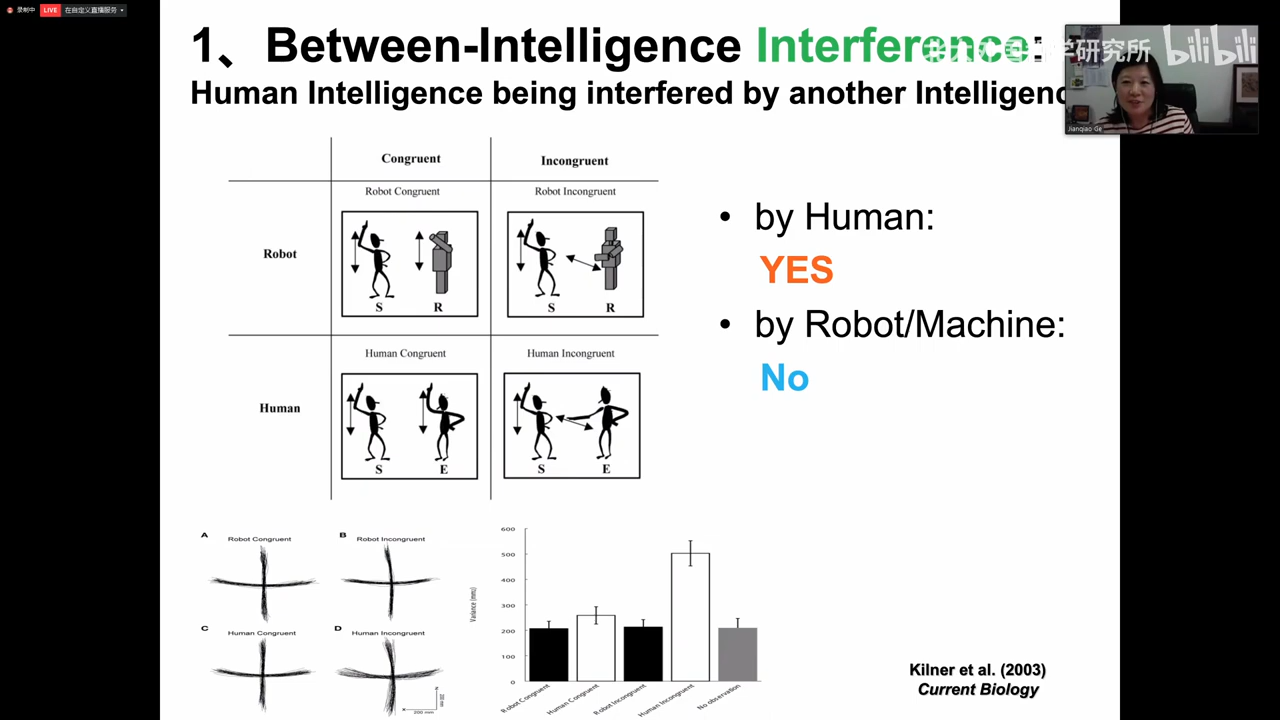 录制中
LIVE
在自定义直播服务
1、Between-Intelligence Interference:
bilibili
Human Intelligence being interfered by another Intelligenc
Jianqiao Ge
Congruent
Incongruent
Robot Congruent
Robot Incongruent
Robot
S R
S R
Human Congruent
Human Incongruent
Human
S E
S E
• by Human:
YES
• by Robot/Machine:
No
A Robot Congruent
B Robot Incongruent
C Human Congruent
D Human Incongruent
200 mm
200 mm
Variance (mm)
600
500
400
300
200
100
0
Robot Congruent
Human Congruent
Robot Incongruent
Human Incongruent
No observation
Kilner et al. (2003)
Current Biology